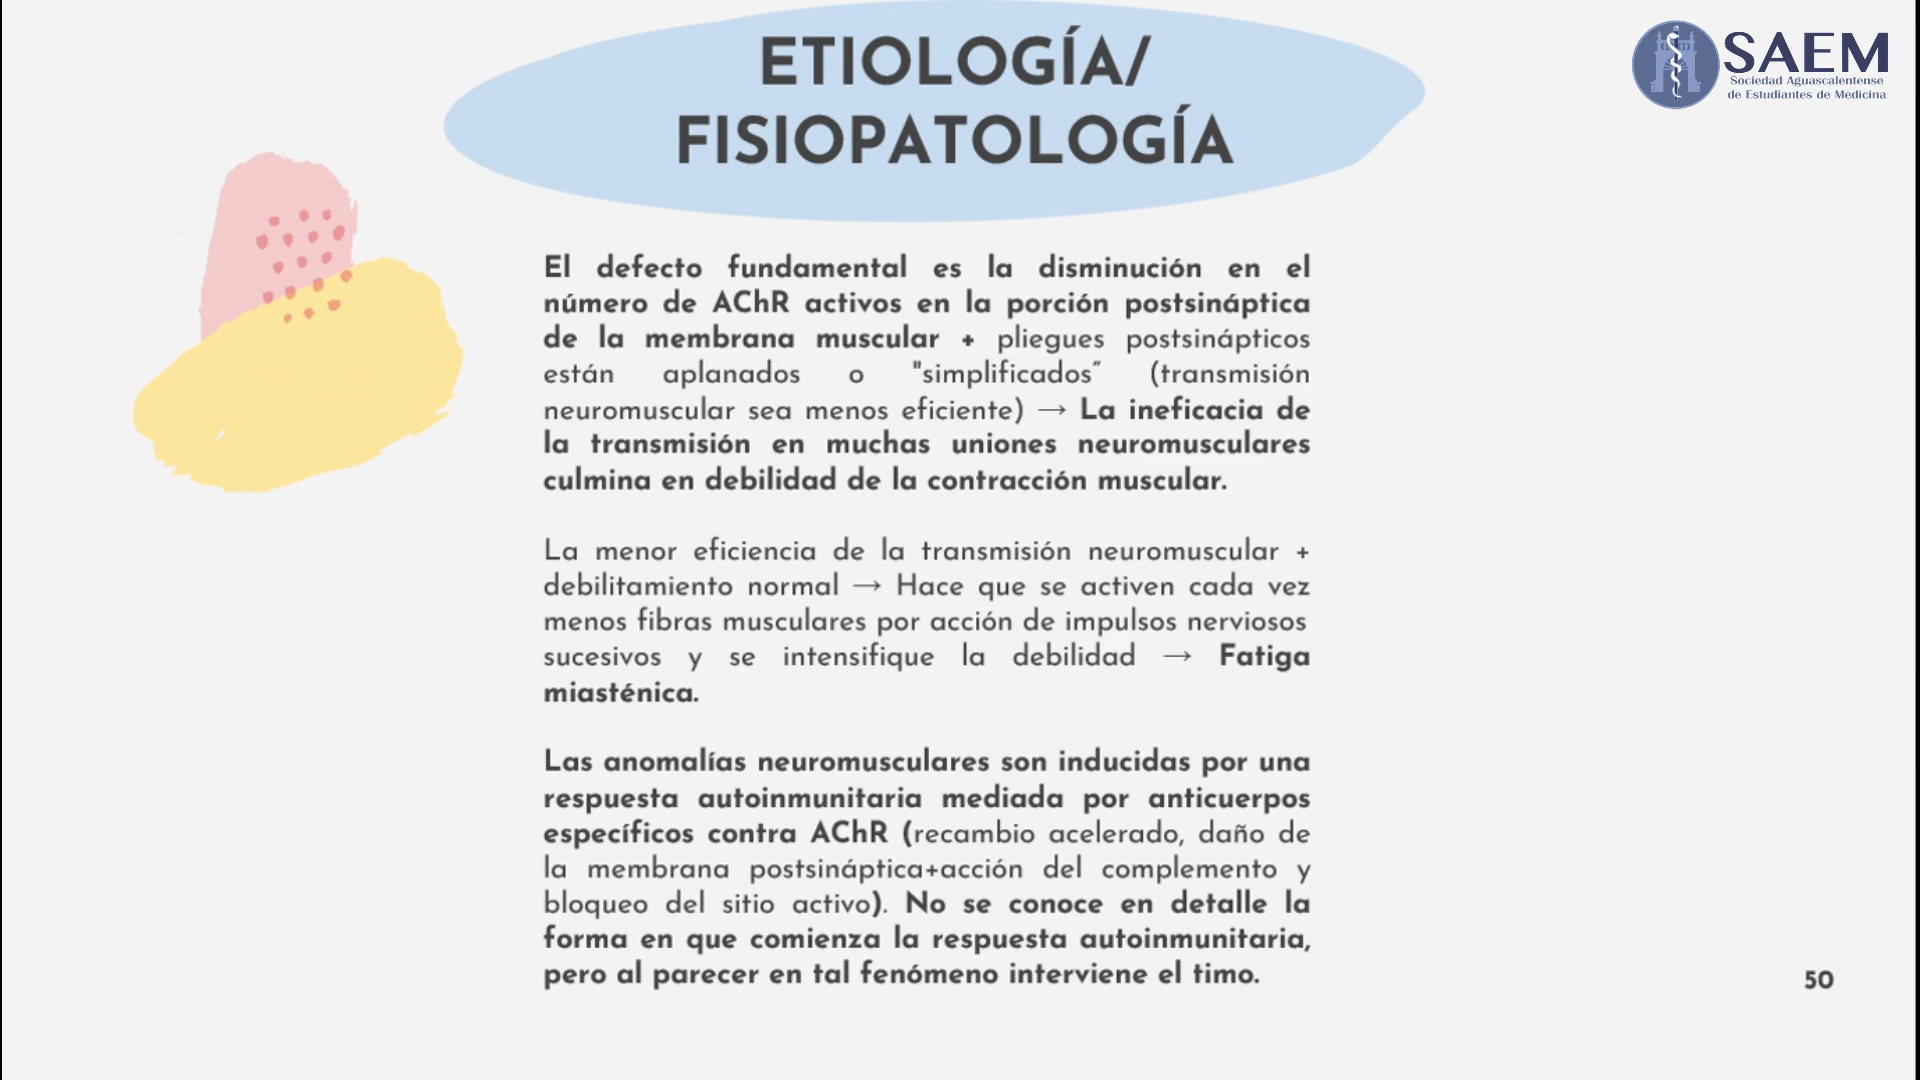 ETIOLOGÍA/
FISIOPATOLOGÍA
SAEM
Sociedad Aguascalentense
de Estudiantes de Medicina
El defecto fundamental es la disminución en el
número de AChR activos en la porción postsináptica
de la membrana muscular + pliegues postsinápticos
están aplanados o "simplificados” (transmisión
neuromuscular sea menos eficiente) → La ineficacia de
la transmisión en muchas uniones neuromusculares
culmina en debilidad de la contracción muscular.
La menor eficiencia de la transmisión neuromuscular +
debilitamiento normal → Hace que se activen cada vez
menos fibras musculares por acción de impulsos nerviosos
sucesivos y se intensifique la debilidad → Fatiga
miasténica.
Las anomalías neuromusculares son inducidas por una
respuesta autoinmunitaria mediada por anticuerpos
específicos contra AChR (recambio acelerado, daño de
la membrana postsináptica+acción del complemento y
bloqueo del sitio activo). No se conoce en detalle la
forma en que comienza la respuesta autoinmunitaria,
pero al parecer en tal fenómeno interviene el timo.
50